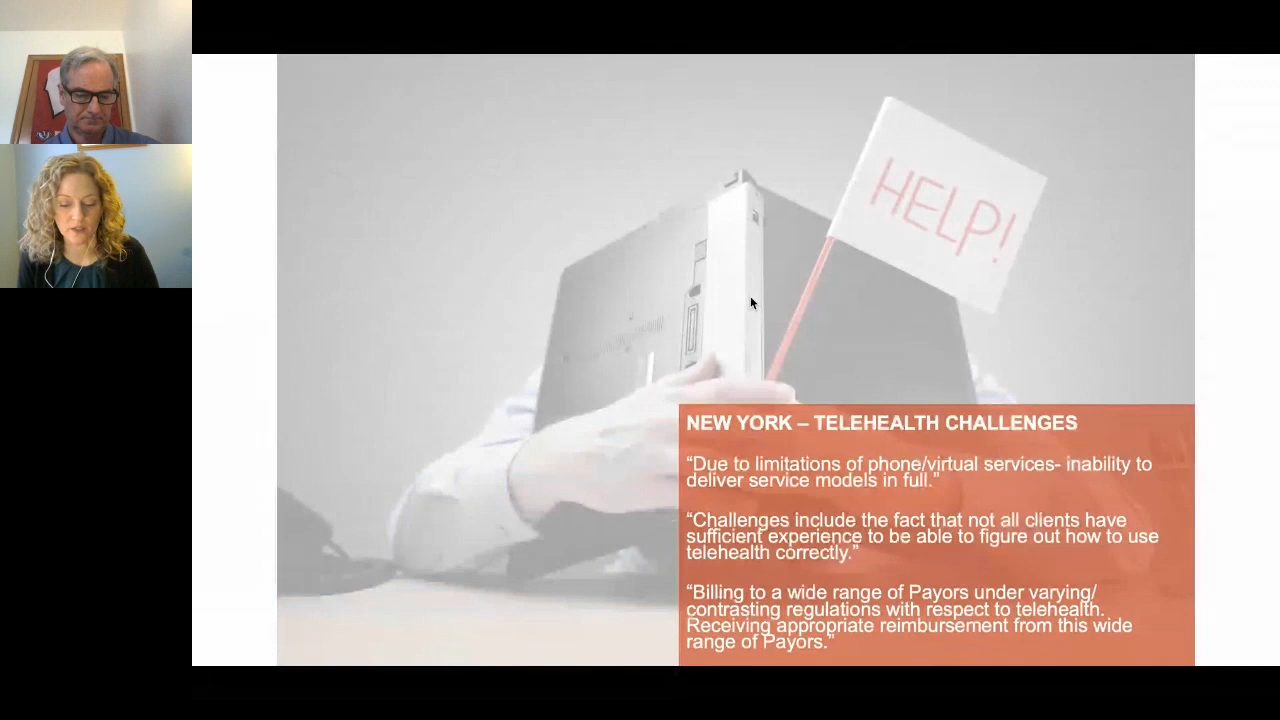 HELP!
NEW YORK – TELEHEALTH CHALLENGES
“Due to limitations of phone/virtual services- inability to
deliver service models in full.”
“Challenges include the fact that not all clients have
sufficient experience to be able to figure out how to use
telehealth correctly.”
“Billing to a wide range of Payors under varying/
contrasting regulations with respect to telehealth.
Receiving appropriate reimbursement from this wide
range of Payors.”